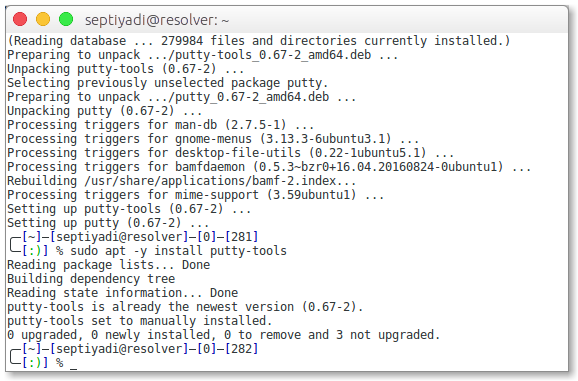 septiyadi@resolver: ~
(Reading database ... 279984 files and directories currently installed.)
Preparing to unpack .../putty-tools_0.67-2_amd64.deb ...
Unpacking putty-tools (0.67-2) ...
Selecting previously unselected package putty.
Preparing to unpack .../putty_0.67-2_amd64.deb ...
Unpacking putty (0.67-2) ...
Processing triggers for man-db (2.7.5-1) ...
Processing triggers for gnome-menus (3.13.3-6ubuntu3.1) ...
Processing triggers for desktop-file-utils (0.22-1ubuntu5.1) ...
Processing triggers for bamfdaemon (0.5.3~bzr0+16.04.20160824-0ubuntu1) ...
Rebuilding /usr/share/applications/bamf-2.index...
Processing triggers for mime-support (3.59ubuntu1) ...
Setting up putty-tools (0.67-2) ...
Setting up putty (0.67-2) ...
╭─[~]─[septiyadi@resolver]─[0]─[281]
╰─[:)] % sudo apt -y install putty-tools
Reading package lists... Done
Building dependency tree
Reading state information... Done
putty-tools is already the newest version (0.67-2).
putty-tools set to manually installed.
0 upgraded, 0 newly installed, 0 to remove and 3 not upgraded.
╭─[~]─[septiyadi@resolver]─[0]─[282]
╰─[:)] % _